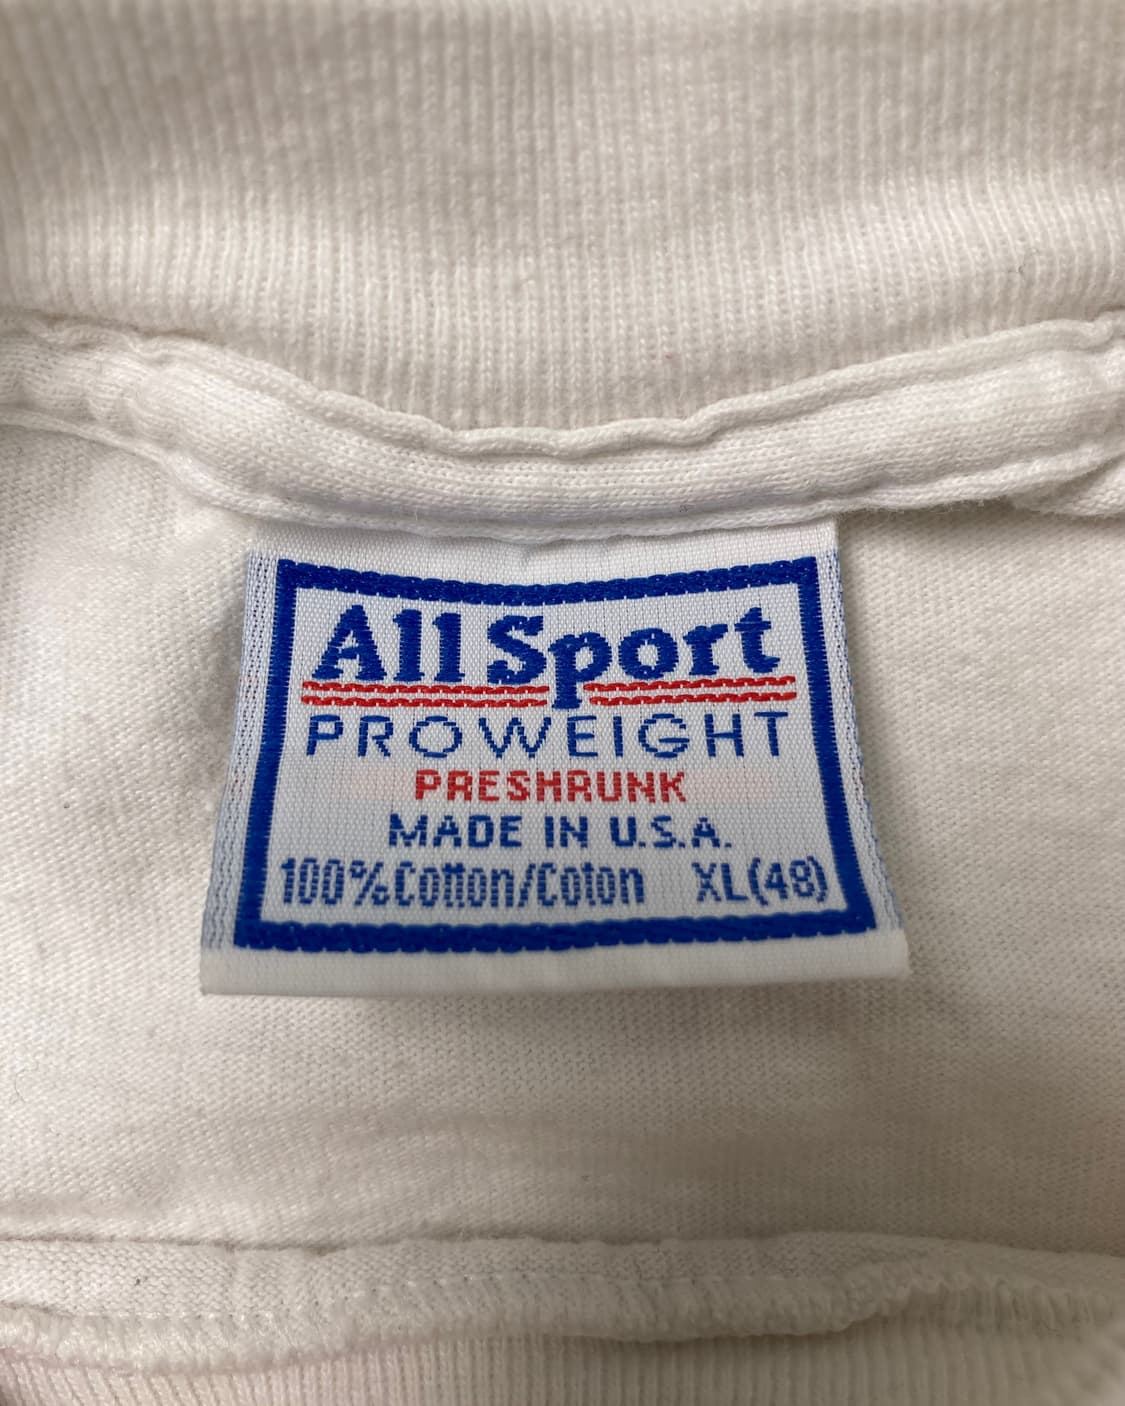 All Sport
PROWEIGHT
PRESHRUNK
MADE IN U.S.A.
100%Cotton/Coton XL(48)